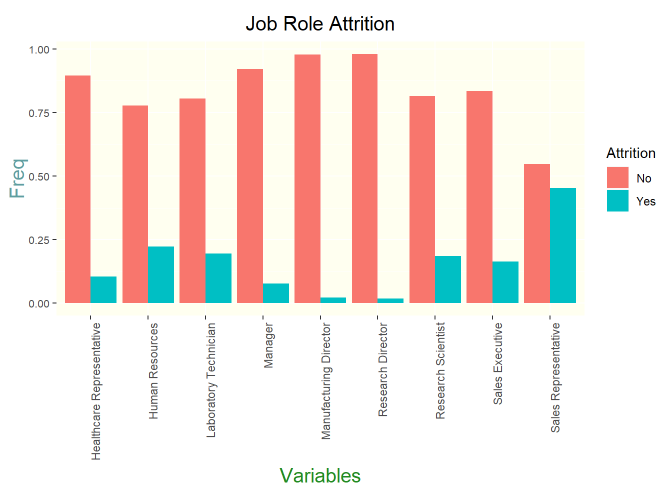 Job Role Attrition
1.00
0.75
0.50
0.25
0.00
Freq
Healthcare Representative
Human Resources
Laboratory Technician
Manager
Manufacturing Director
Research Director
Research Scientist
Sales Executive
Sales Representative
Variables
Attrition
No
Yes